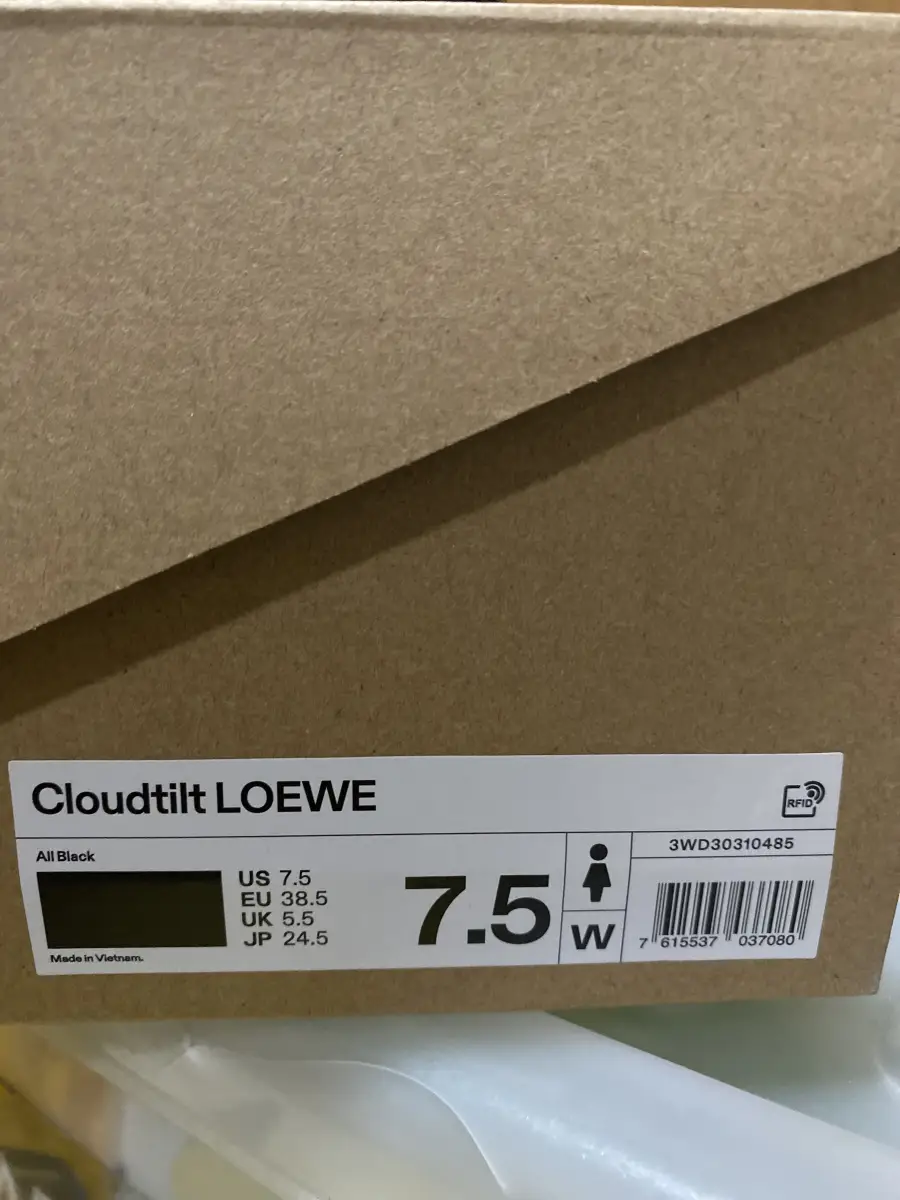 Cloudtilt LOEWE
RFID
All Black
US 7.5
EU 38.5
UK 5.5
JP 24.5
Made in Vietnam.
7.5
W
3WD30310485
7 615537 037080